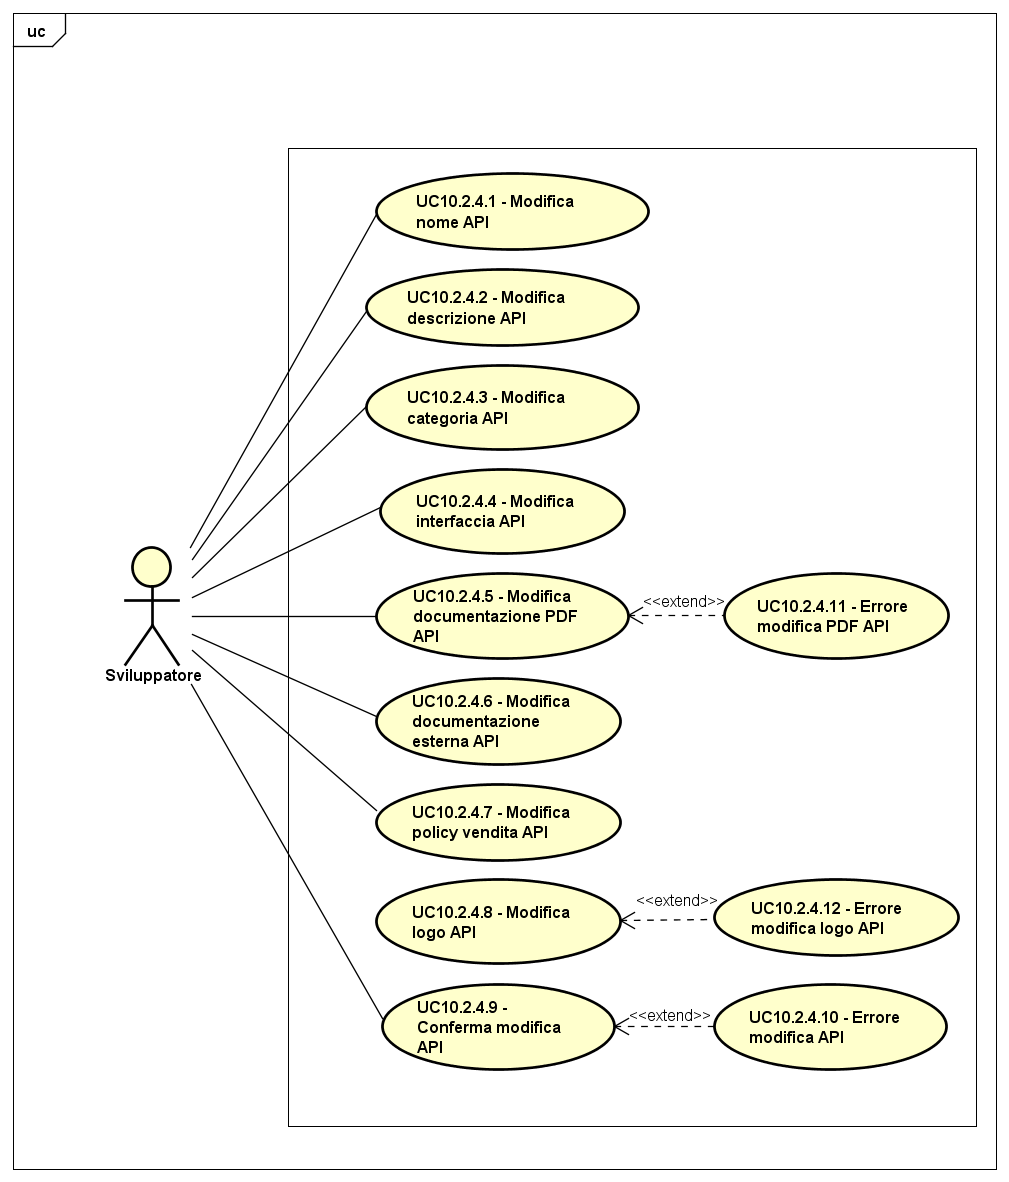 uc
UC10.2.4.1 - Modifica
nome API
UC10.2.4.2 - Modifica
descrizione API
UC10.2.4.3 - Modifica
categoria API
UC10.2.4.4 - Modifica
interfaccia API
UC10.2.4.5 - Modifica
documentazione PDF
API
<<extend>>
UC10.2.4.11 - Errore
modifica PDF API
Sviluppatore
UC10.2.4.6 - Modifica
documentazione
esterna API
UC10.2.4.7 - Modifica
policy vendita API
UC10.2.4.8 - Modifica
logo API
<<extend>>
UC10.2.4.12 - Errore
modifica logo API
UC10.2.4.9 -
Conferma modifica
API
<<extend>>
UC10.2.4.10 - Errore
modifica API